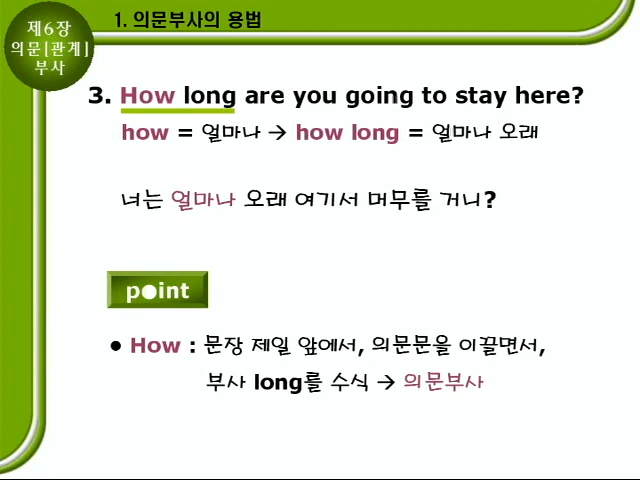 제6장
의문[관계]
부사
1. 의문부사의 용법
3. How long are you going to stay here?
how = 얼마나 → how long = 얼마나 오래
너는 얼마나 오래 여기서 머무를 거니?
point
● How : 문장 제일 앞에서, 의문문을 이끌면서,
부사 long를 수식 → 의문부사